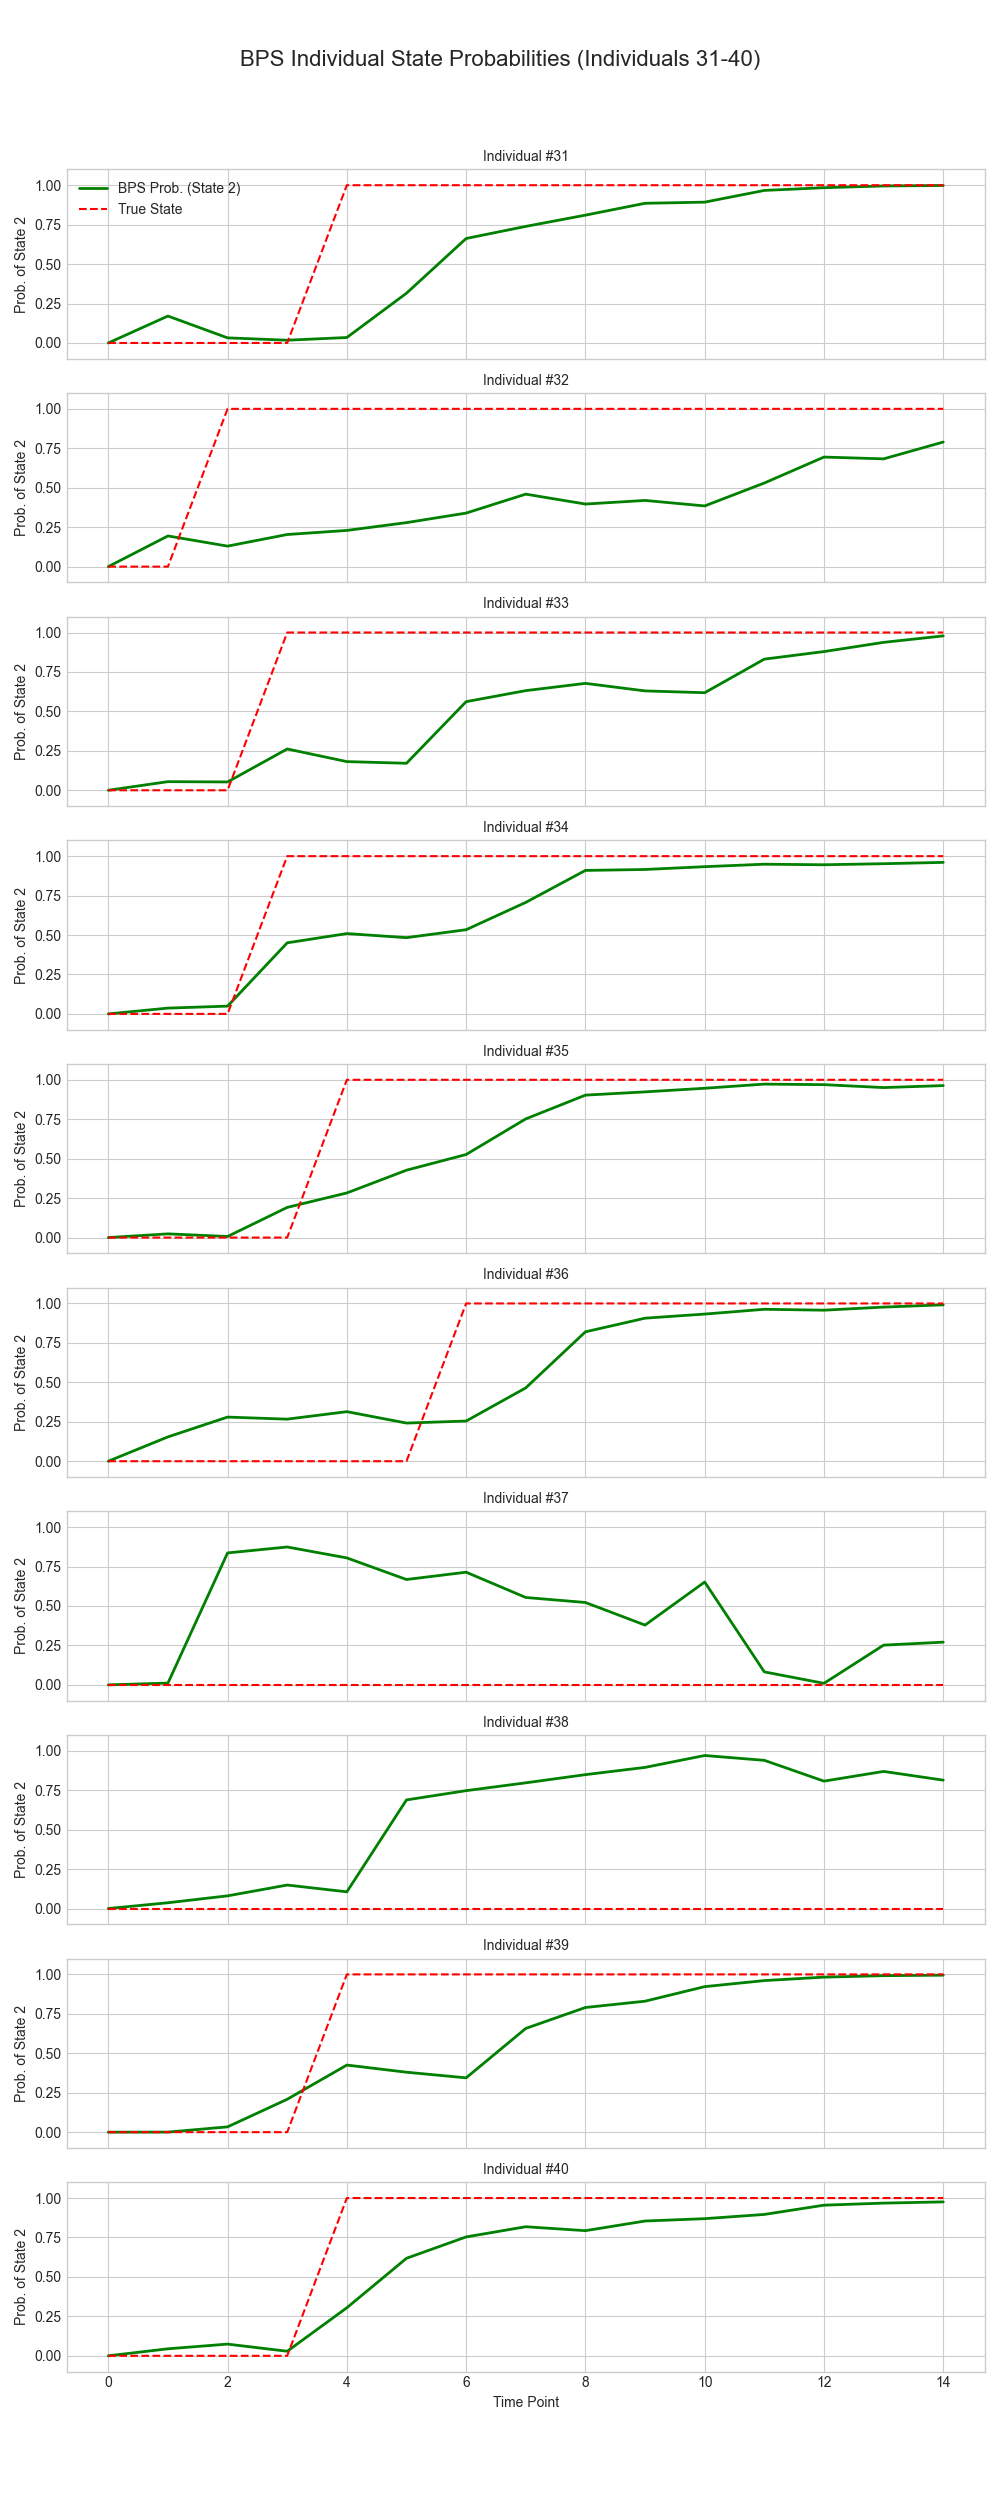 BPS Individual State Probabilities (Individuals 31-40)
Individual #31
BPS Prob. (State 2)
True State
Prob. of State 2
1.00
0.75
0.50
0.25
0.00
Individual #32
Prob. of State 2
1.00
0.75
0.50
0.25
0.00
Individual #33
Prob. of State 2
1.00
0.75
0.50
0.25
0.00
Individual #34
Prob. of State 2
1.00
0.75
0.50
0.25
0.00
Individual #35
Prob. of State 2
1.00
0.75
0.50
0.25
0.00
Individual #36
Prob. of State 2
1.00
0.75
0.50
0.25
0.00
Individual #37
Prob. of State 2
1.00
0.75
0.50
0.25
0.00
Individual #38
Prob. of State 2
1.00
0.75
0.50
0.25
0.00
Individual #39
Prob. of State 2
1.00
0.75
0.50
0.25
0.00
Individual #40
Prob. of State 2
1.00
0.75
0.50
0.25
0.00
0 2 4 6 8 10 12 14
Time Point